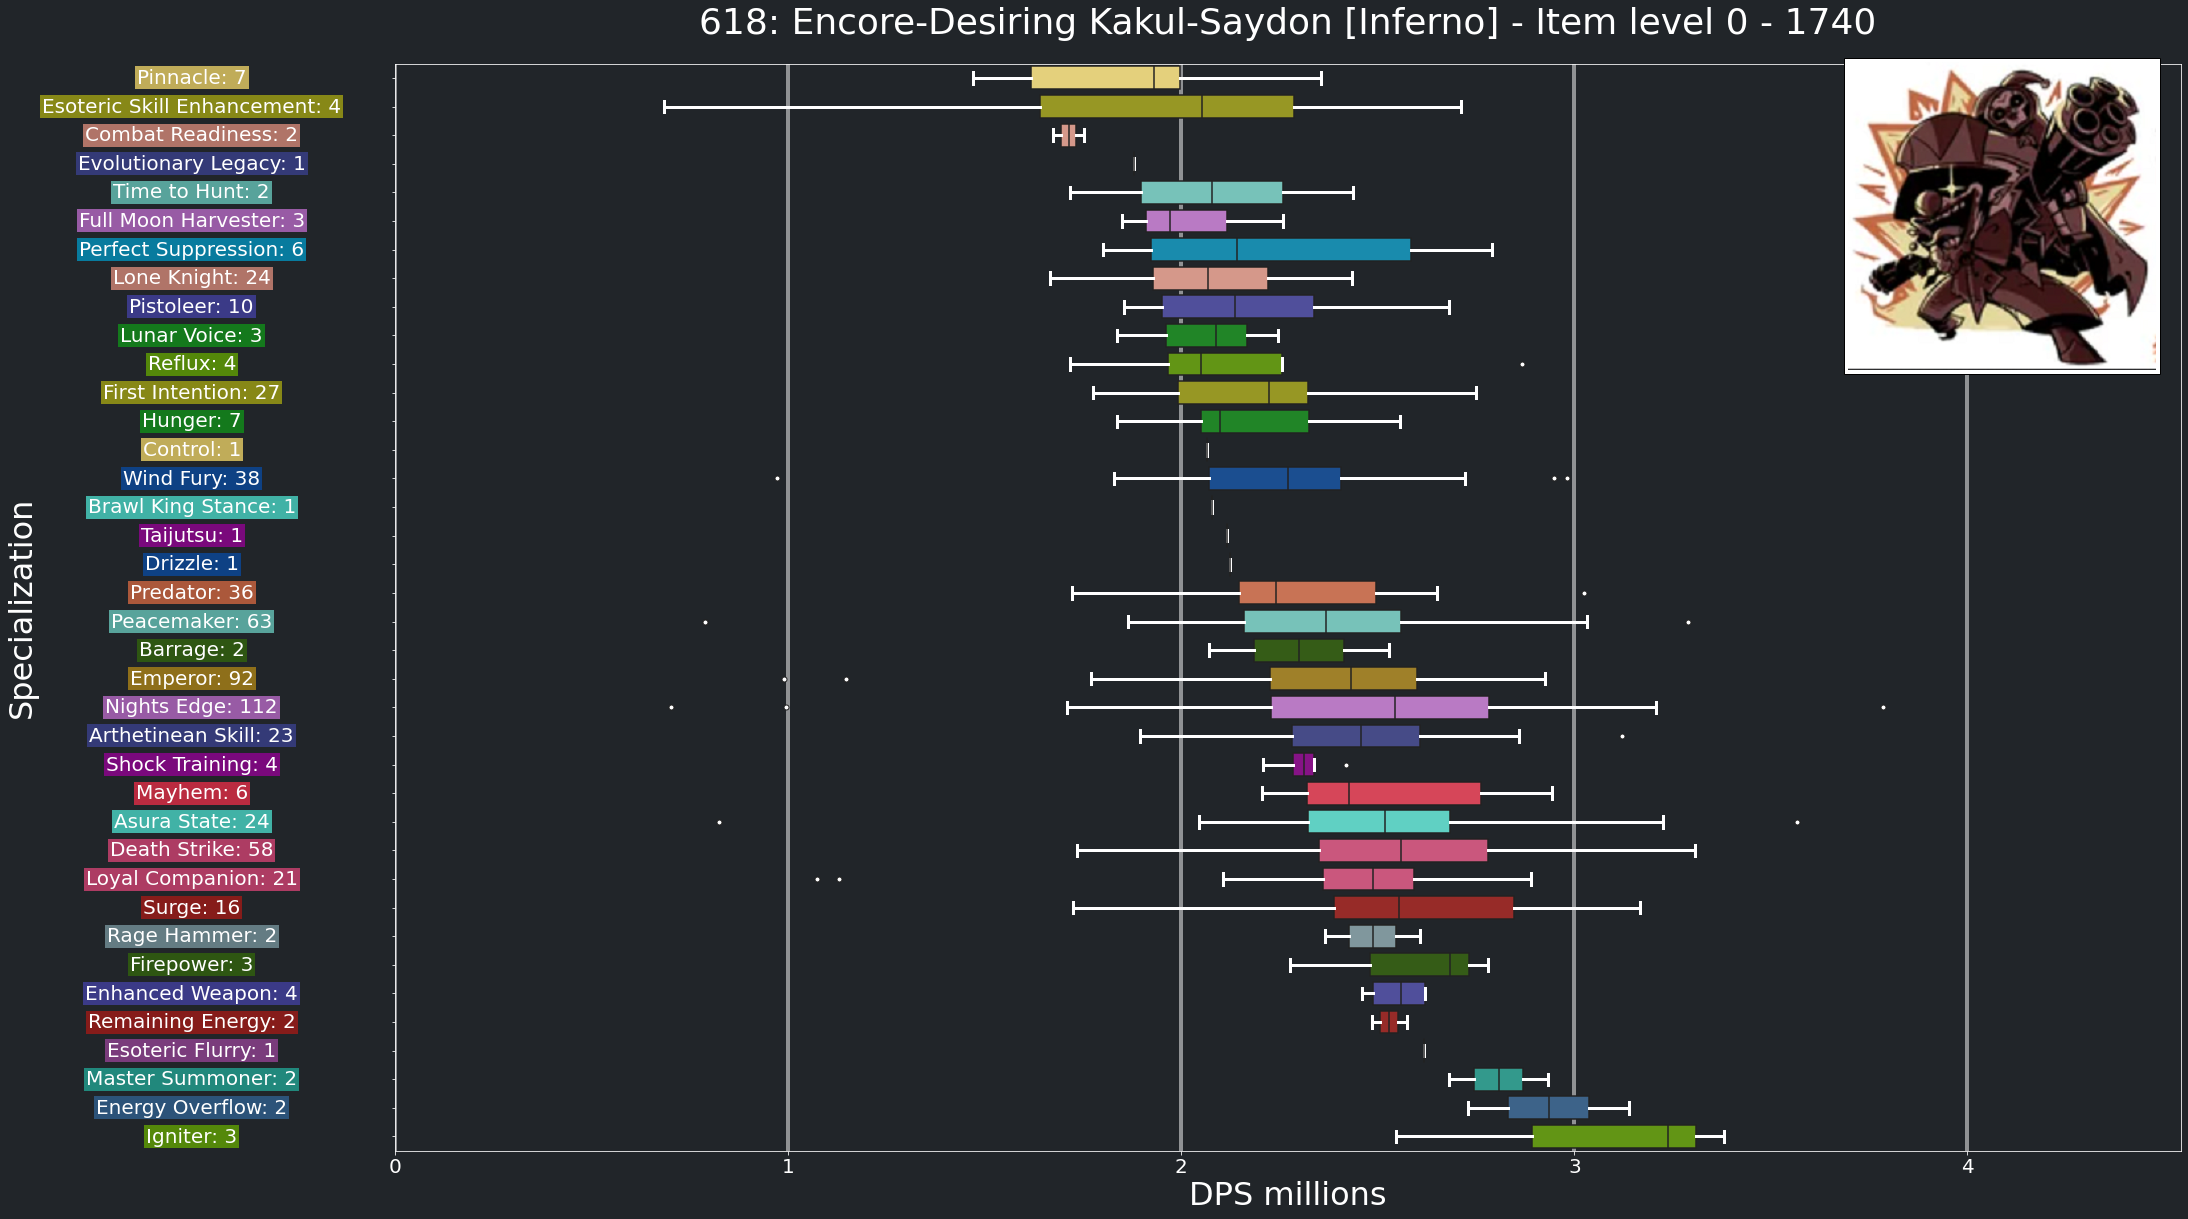 618: Encore-Desiring Kakul-Saydon [Inferno] - Item level 0 - 1740
Specialization
Pinnacle: 7
Esoteric Skill Enhancement: 4
Combat Readiness: 2
Evolutionary Legacy: 1
Time to Hunt: 2
Full Moon Harvester: 3
Perfect Suppression: 6
Lone Knight: 24
Pistoleer: 10
Lunar Voice: 3
Reflux: 4
First Intention: 27
Hunger: 7
Control: 1
Wind Fury: 38
Brawl King Stance: 1
Taijutsu: 1
Drizzle: 1
Predator: 36
Peacemaker: 63
Barrage: 2
Emperor: 92
Nights Edge: 112
Arthetinean Skill: 23
Shock Training: 4
Mayhem: 6
Asura State: 24
Death Strike: 58
Loyal Companion: 21
Surge: 16
Rage Hammer: 2
Firepower: 3
Enhanced Weapon: 4
Remaining Energy: 2
Esoteric Flurry: 1
Master Summoner: 2
Energy Overflow: 2
Igniter: 3
0 1 2 3 4
DPS millions